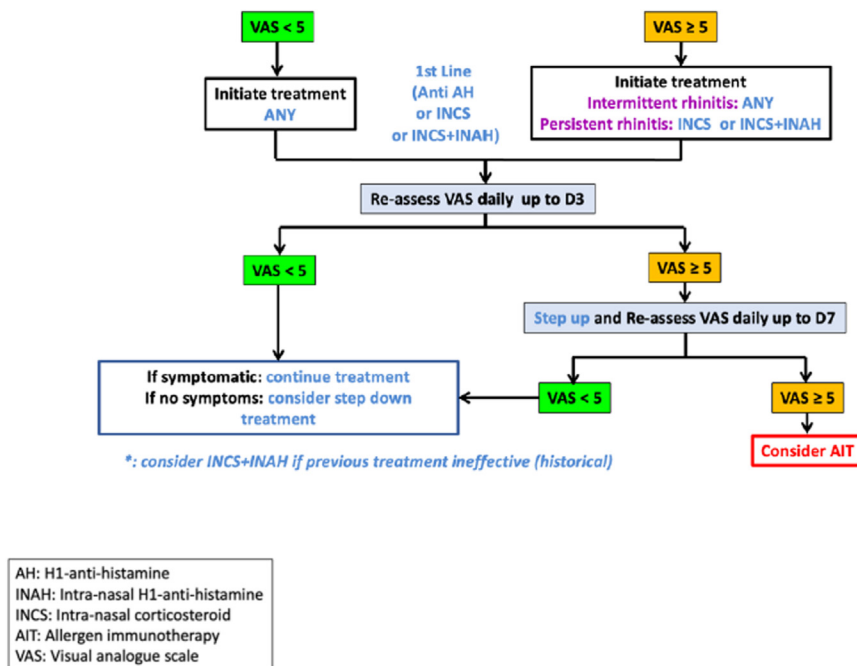 VAS < 5
VAS ≥ 5
Initiate treatment
ANY
1st Line
(Anti AH
or INCS
or INCS+INAH)
Initiate treatment
Intermittent rhinitis: ANY
Persistent rhinitis: INCS or INCS+INAH
Re-assess VAS daily up to D3
VAS < 5
VAS ≥ 5
Step up and Re-assess VAS daily up to D7
If symptomatic: continue treatment
If no symptoms: consider step down
treatment
VAS < 5
VAS ≥ 5
Consider AIT
*: consider INCS+INAH if previous treatment ineffective (historical)
AH: H1-anti-histamine
INAH: Intra-nasal H1-anti-histamine
INCS: Intra-nasal corticosteroid
AIT: Allergen immunotherapy
VAS: Visual analogue scale